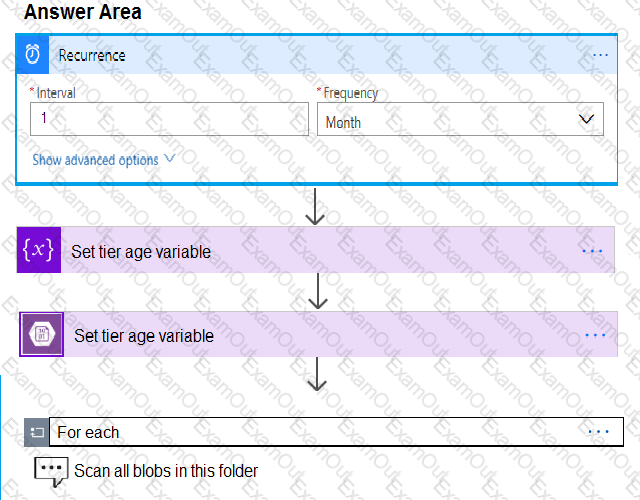 Answer Area
Recurrence
...
* Interval
* Frequency
1
Month
Show advanced options
{x} Set tier age variable ...
Set tier age variable ...
For each ...
Scan all blobs in this folder